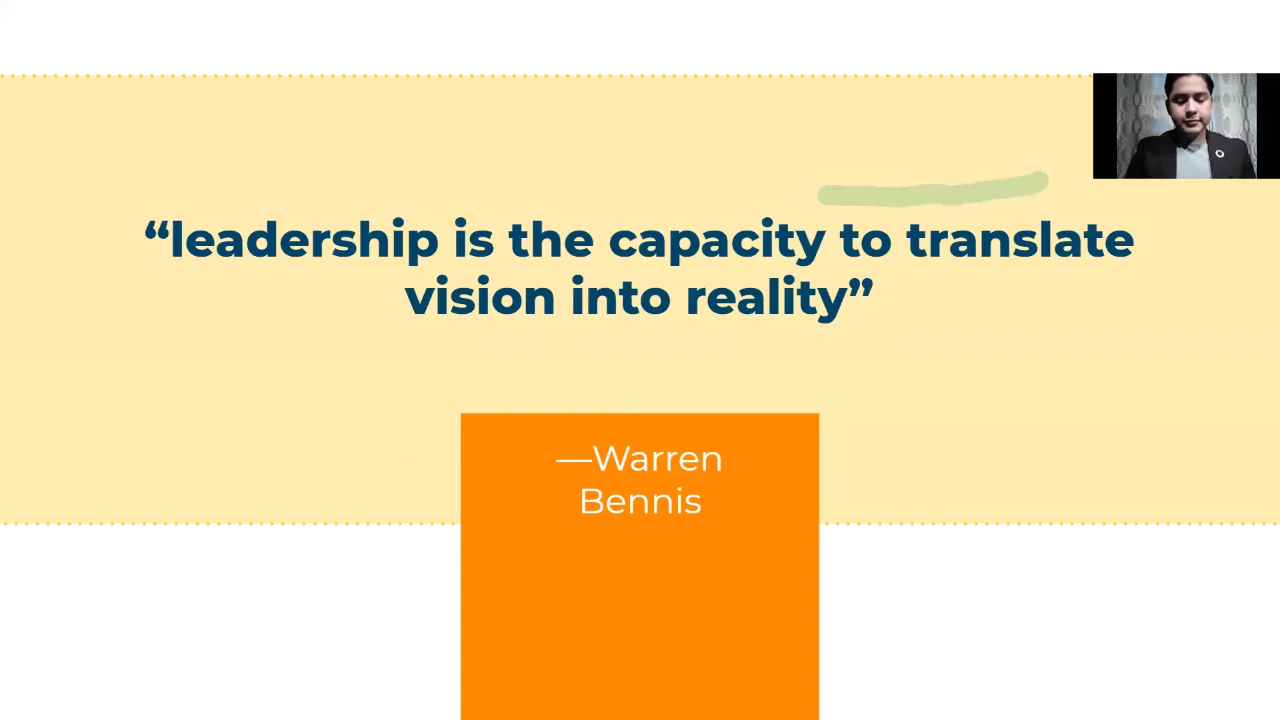 “leadership is the capacity to translate
vision into reality”
—Warren
Bennis